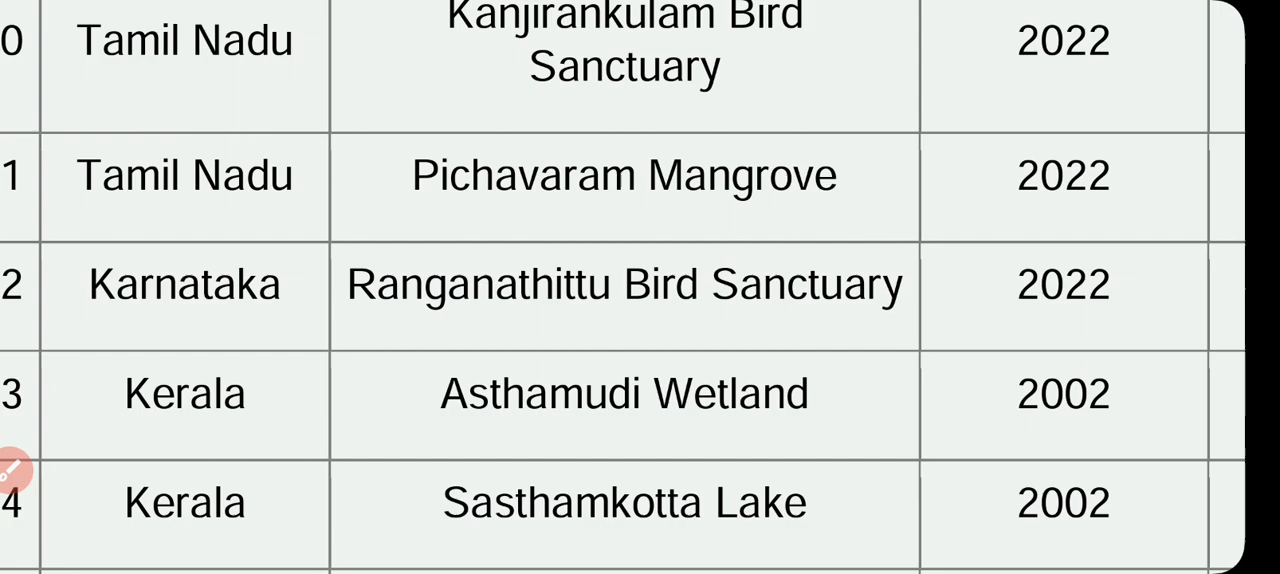 Kanjirankulam Bird
0 Tamil Nadu Sanctuary 2022
1 Tamil Nadu Pichavaram Mangrove 2022
2 Karnataka Ranganathittu Bird Sanctuary 2022
3 Kerala Asthamudi Wetland 2002
4 Kerala Sasthamkotta Lake 2002